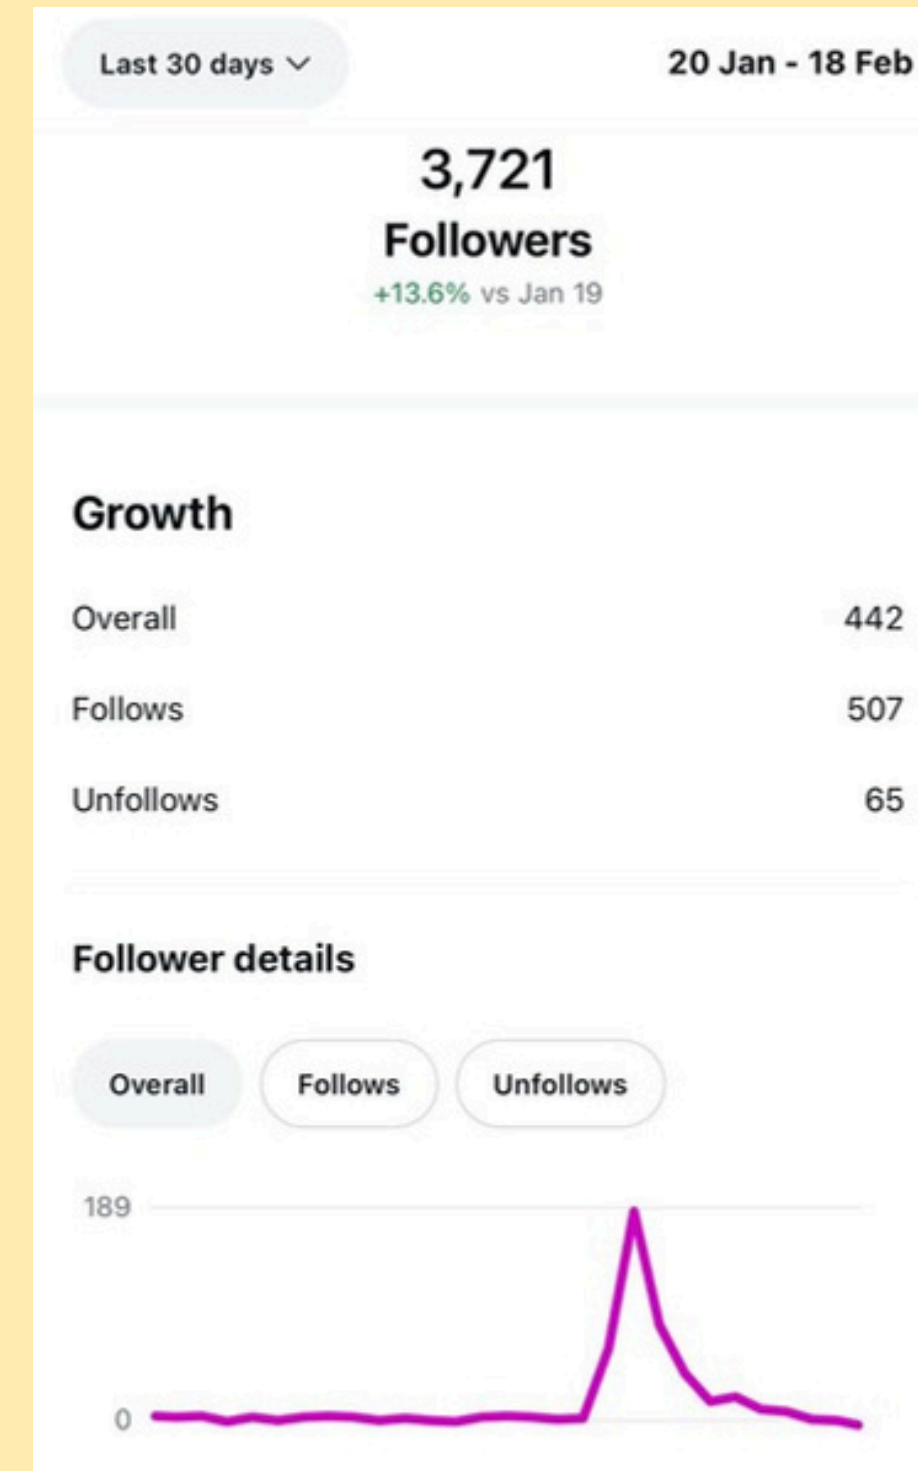 Last 30 days
20 Jan - 18 Feb
3,721
Followers
+13.6% vs Jan 19
Growth
Overall 442
Follows 507
Unfollows 65
Follower details
Overall Follows Unfollows
189
0